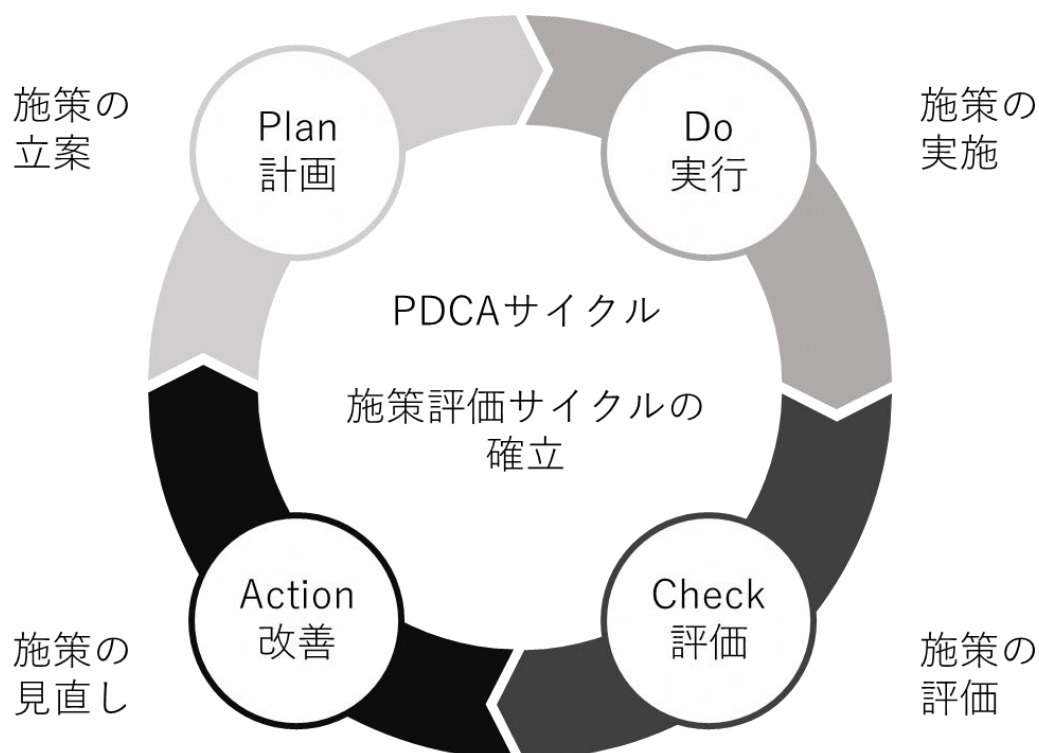 施策の
立案
Plan
計画
Do
実行
施策の
実施
PDCAサイクル
施策評価サイクルの
確立
施策の
見直し
Action
改善
Check
評価
施策の
評価